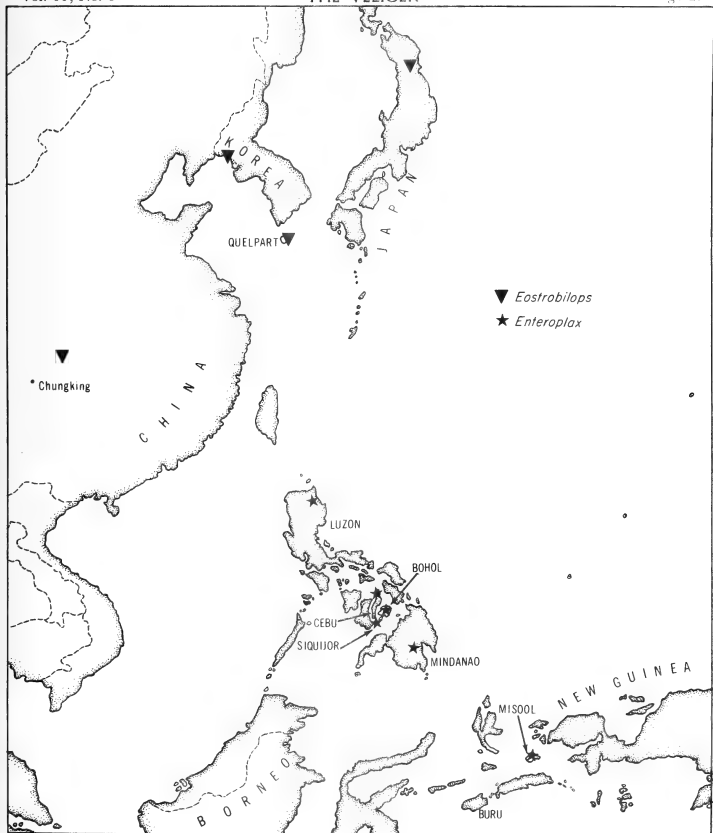 THE VELIGER
KOREA
JAPAN
QUELPART
Eostrobilops
Enteroplax
Chungking
CHINA
LUZON
BOHOL
CEBU
SIQUIJOR
MINDANAO
NEW GUINEA
MISOOL
BORNEO
BURU